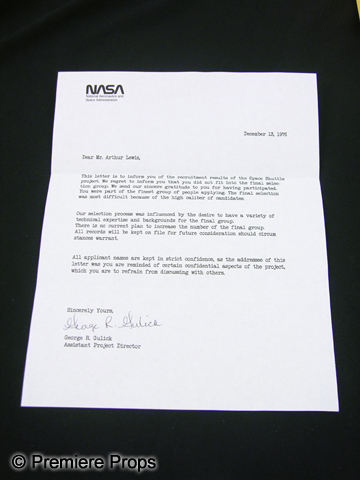 NASA
National Aeronautics and
Space Administration
December 13, 1976
Dear Mr. Arthur Lewis,
This letter is to inform you of the recruitment results of the Space Shuttle
project. We regret to inform you that you did not fit into the final selec-
tion group. We send our sincere gratitude to you for having participated.
You were part of the finest group of people applying. The final selection
was most difficult because of the high caliber of candidates.
Our selection process was influenced by the desire to have a variety of
technical expertise and backgrounds for the final group.
There is no current plan to increase the number of the final group.
All records will be kept on file for future consideration should circum
stances warrant.
All applicant names are kept in strict confidence, as the addressee of this
letter was you are reminded of certain confidential aspects of the project,
which you are to refrain from discussing with others.
Sincerely Yours,
George R. Gulick
George R. Gulick
Assistant Project Director
© Premiere Props